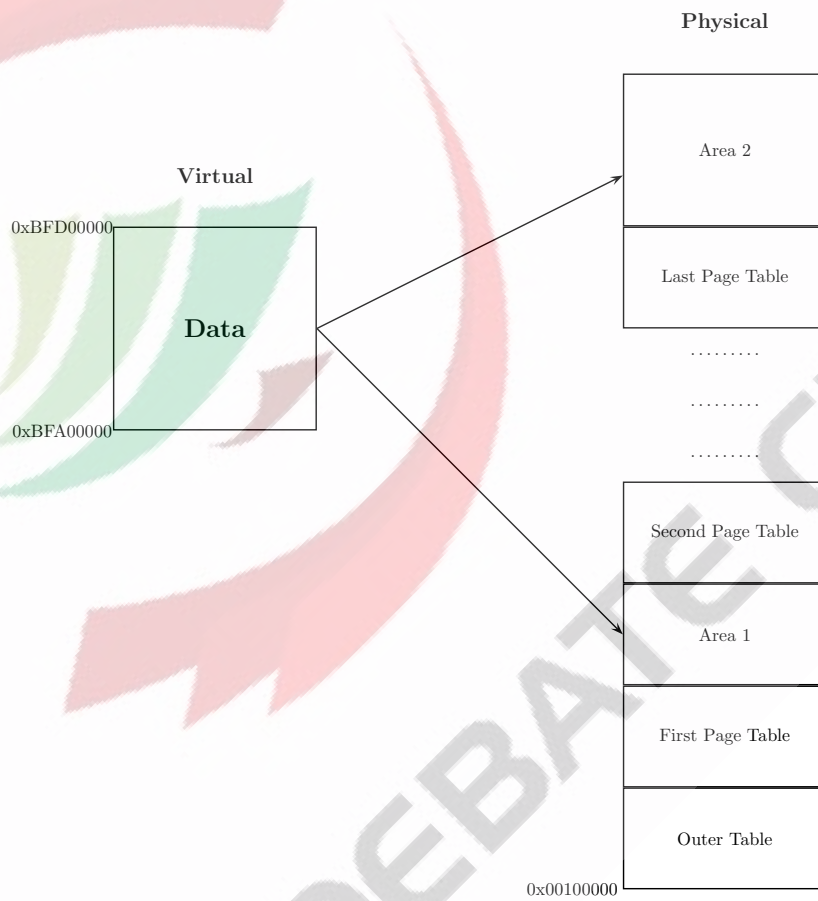 Physical
Area 2
Virtual
0xBFD00000
Last Page Table
Data
.........
.........
0xBFA00000
.........
Second Page Table
Area 1
First Page Table
Outer Table
0x00100000
DEBATE